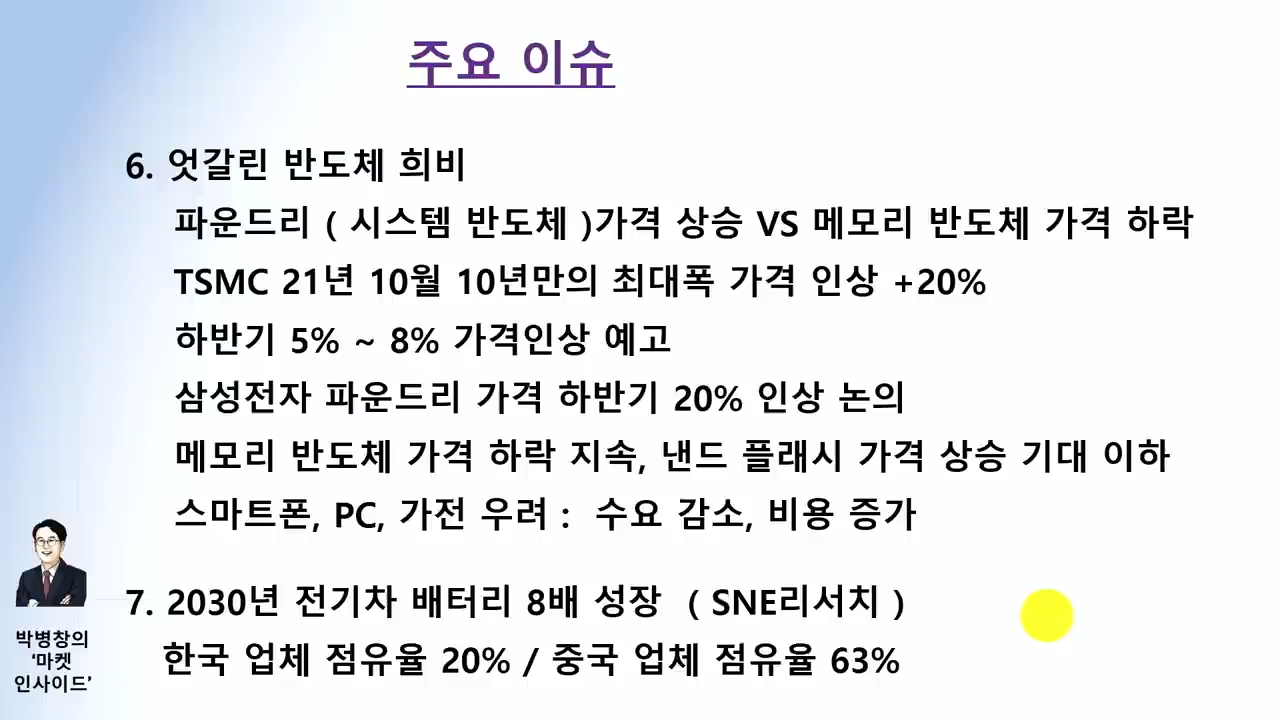 주요 이슈
6. 엇갈린 반도체 희비
파운드리 ( 시스템 반도체 )가격 상승 VS 메모리 반도체 가격 하락
TSMC 21년 10월 10년만의 최대폭 가격 인상 +20%
하반기 5% ~ 8% 가격인상 예고
삼성전자 파운드리 가격 하반기 20% 인상 논의
메모리 반도체 가격 하락 지속, 낸드 플래시 가격 상승 기대 이하
스마트폰, PC, 가전 우려 : 수요 감소, 비용 증가
7. 2030년 전기차 배터리 8배 성장 ( SNE리서치 )
한국 업체 점유율 20% / 중국 업체 점유율 63%
박병창의
‘마켓
인사이드’